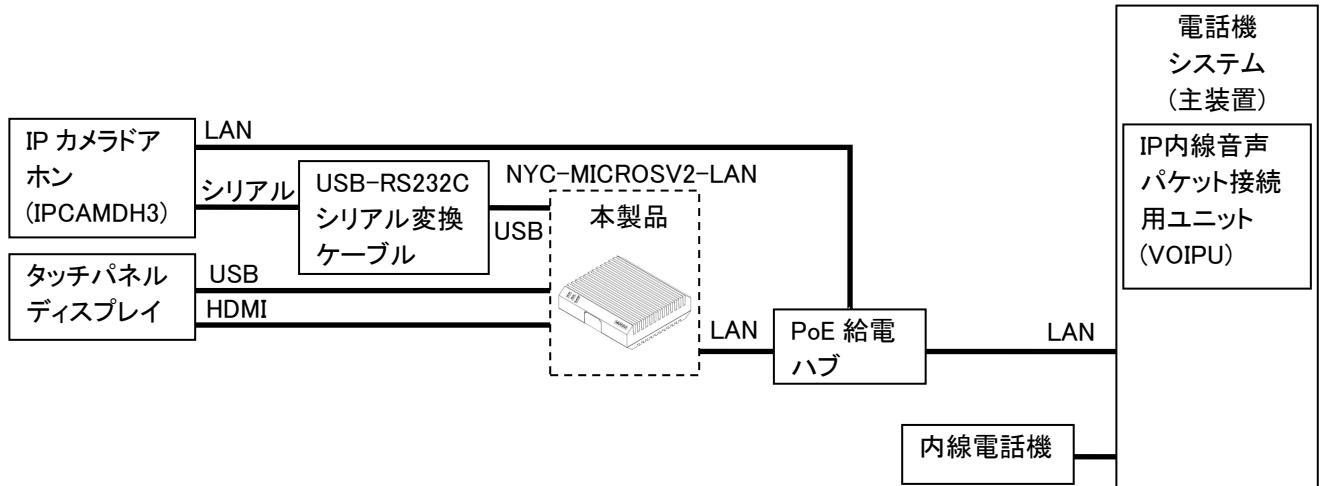 電話機
システム
(主装置)
IP内線音声
パケット接続
用ユニット
(VOIPU)
IP カメラドア
ホン
(IPCAMDH3)
LAN
シリアル
USB-RS232C
シリアル変換
ケーブル
NYC-MICROSV2-LAN
USB
本製品
タッチパネル
ディスプレイ
USB
HDMI
LAN
PoE 給電
ハブ
LAN
内線電話機